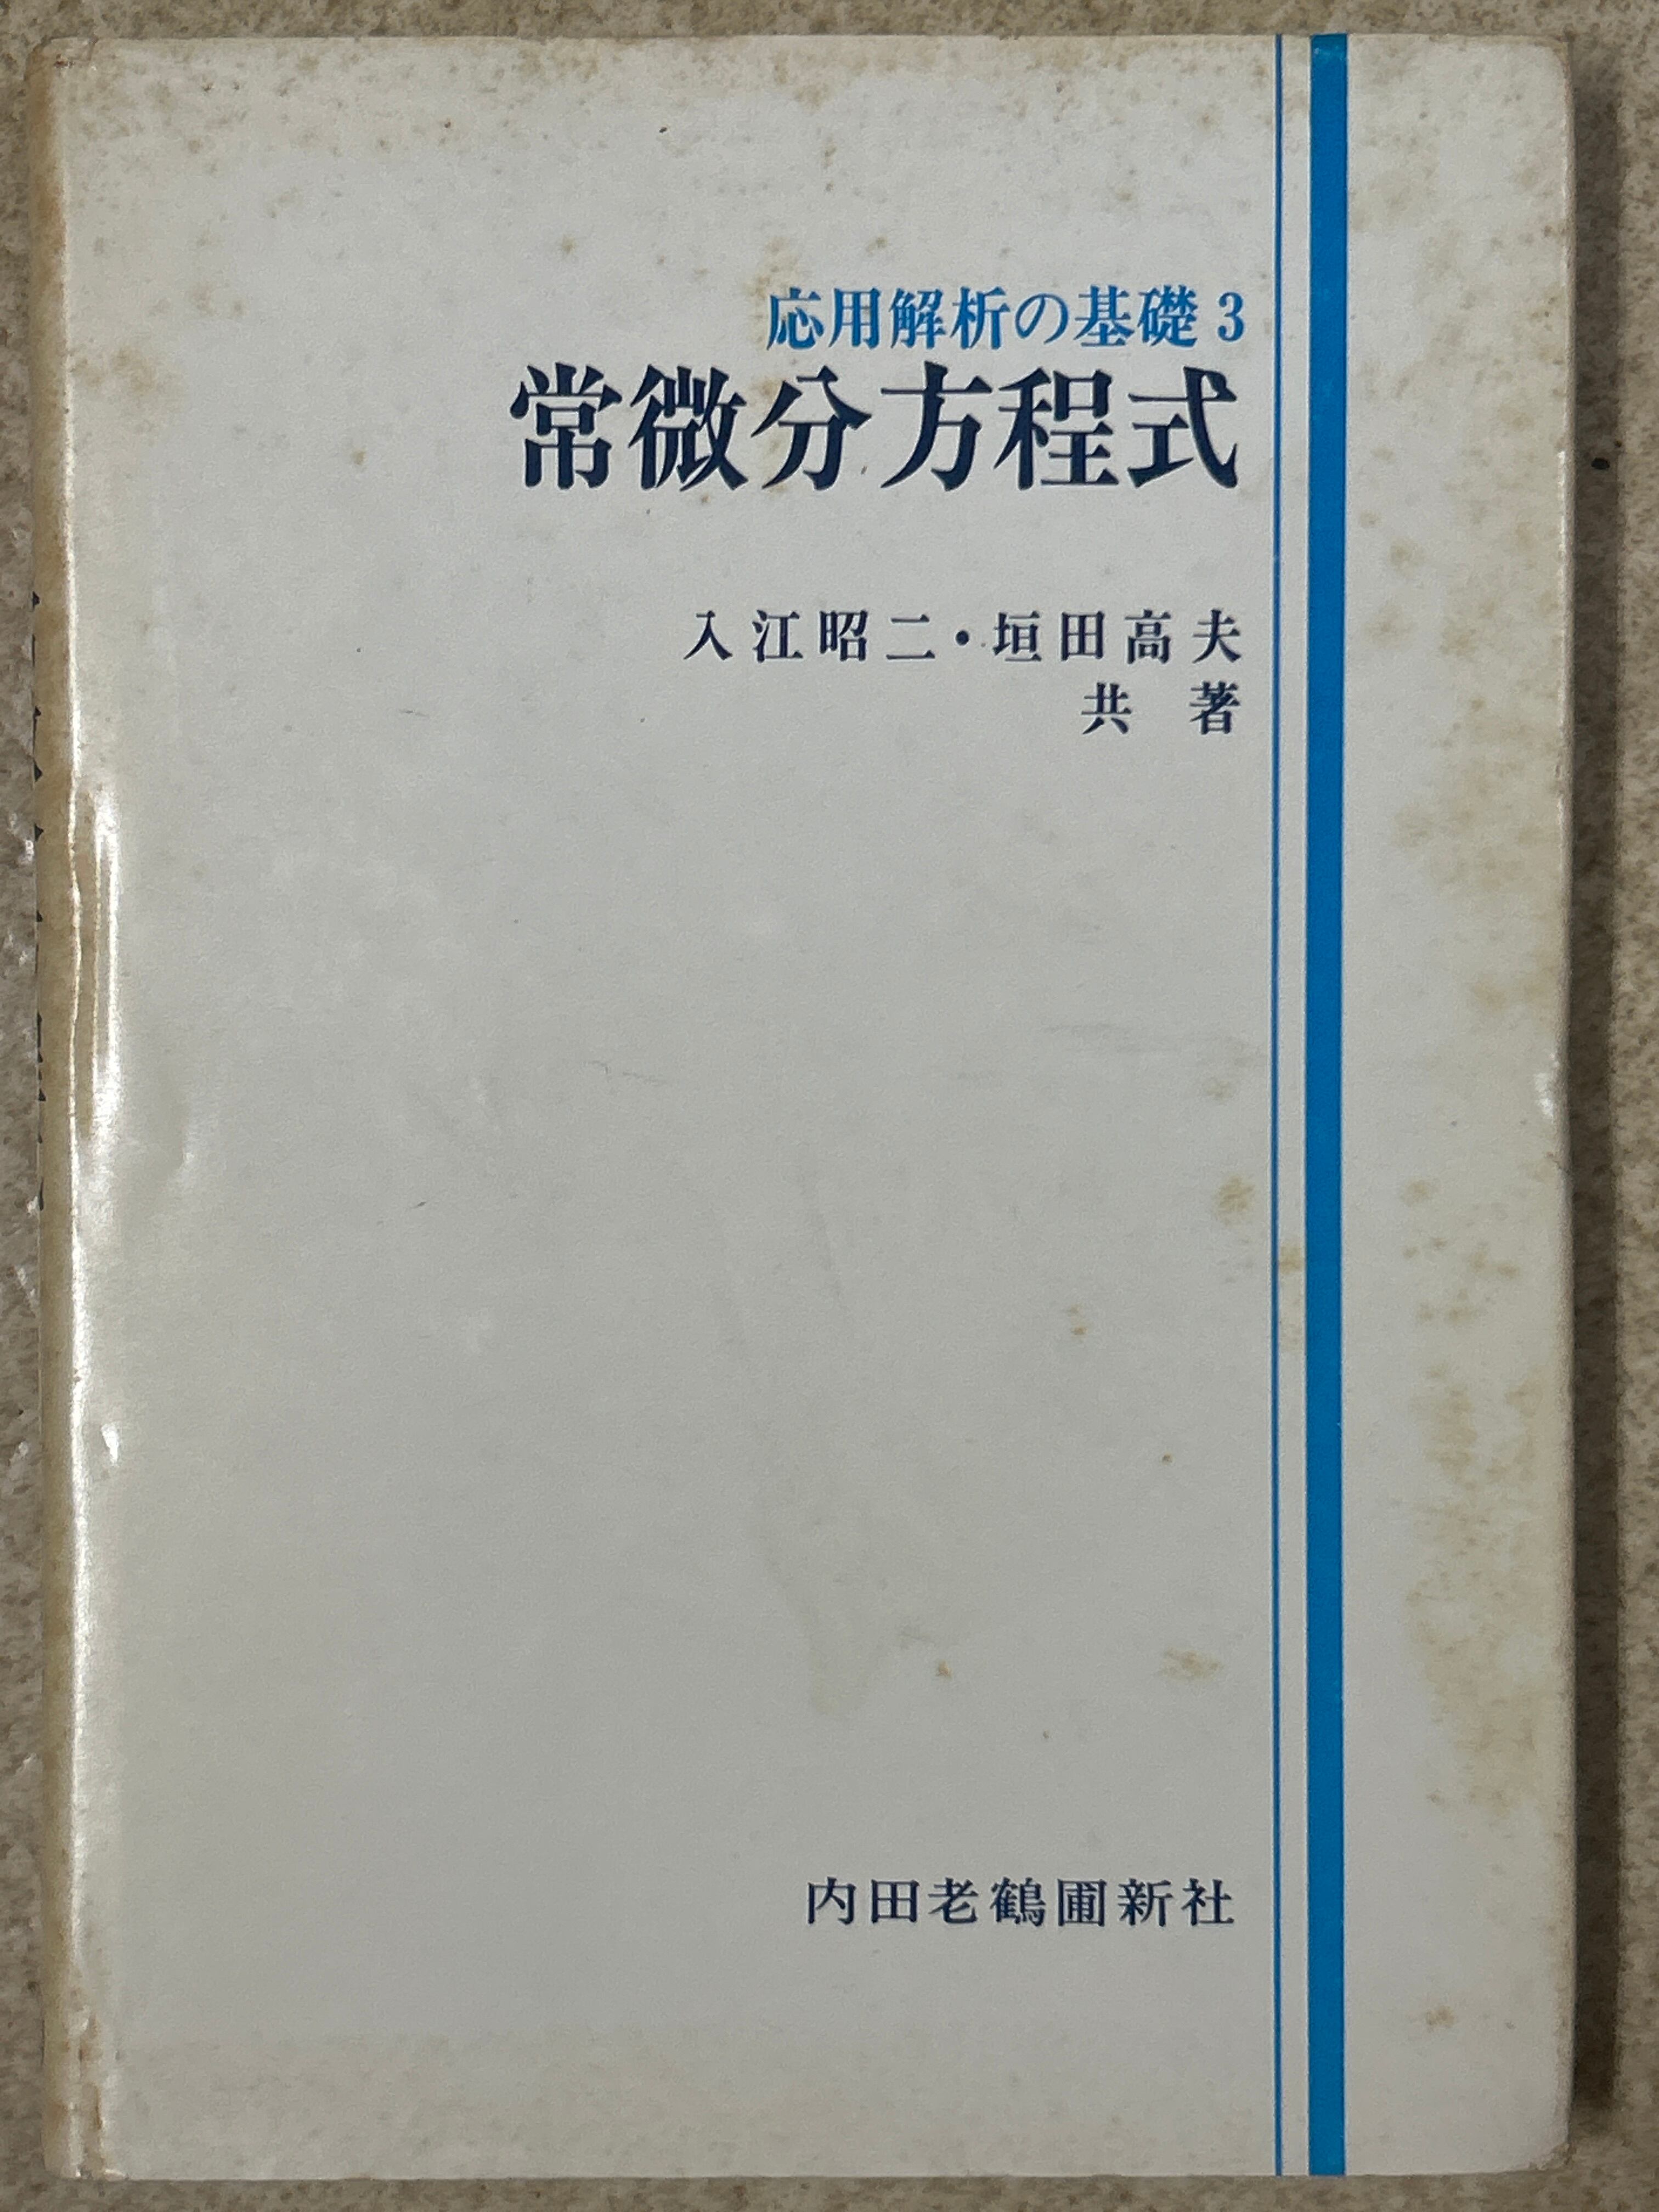 応用解析の基礎 3
常微分方程式
入江昭二・垣田高夫
共 著
内田老鶴圃新社